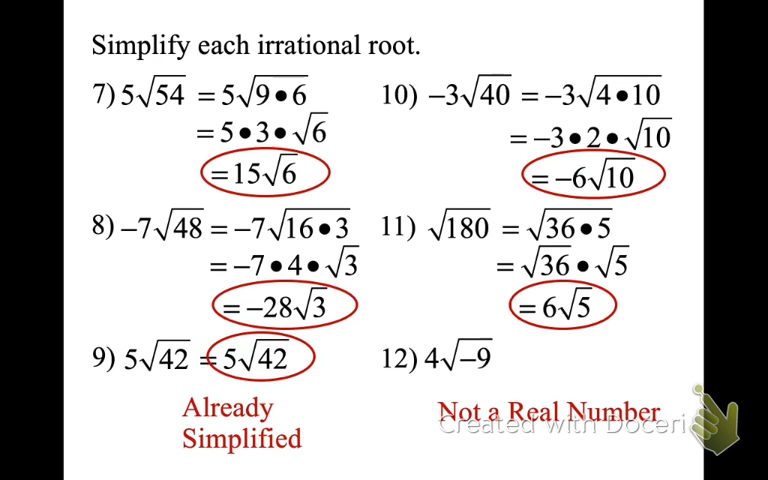 Simplify each irrational root.
7) 5√54 = 5√9•6
= 5•3•√6
= 15√6
8) –7√48 = –7√16•3
= –7•4•√3
= –28√3
9) 5√42 = 5√42
Already
Simplified
10) –3√40 = –3√4•10
= –3•2•√10
= –6√10
11) √180 = √36•5
= √36•√5
= 6√5
12) 4√–9
Not a Real Number
Created with Doceri